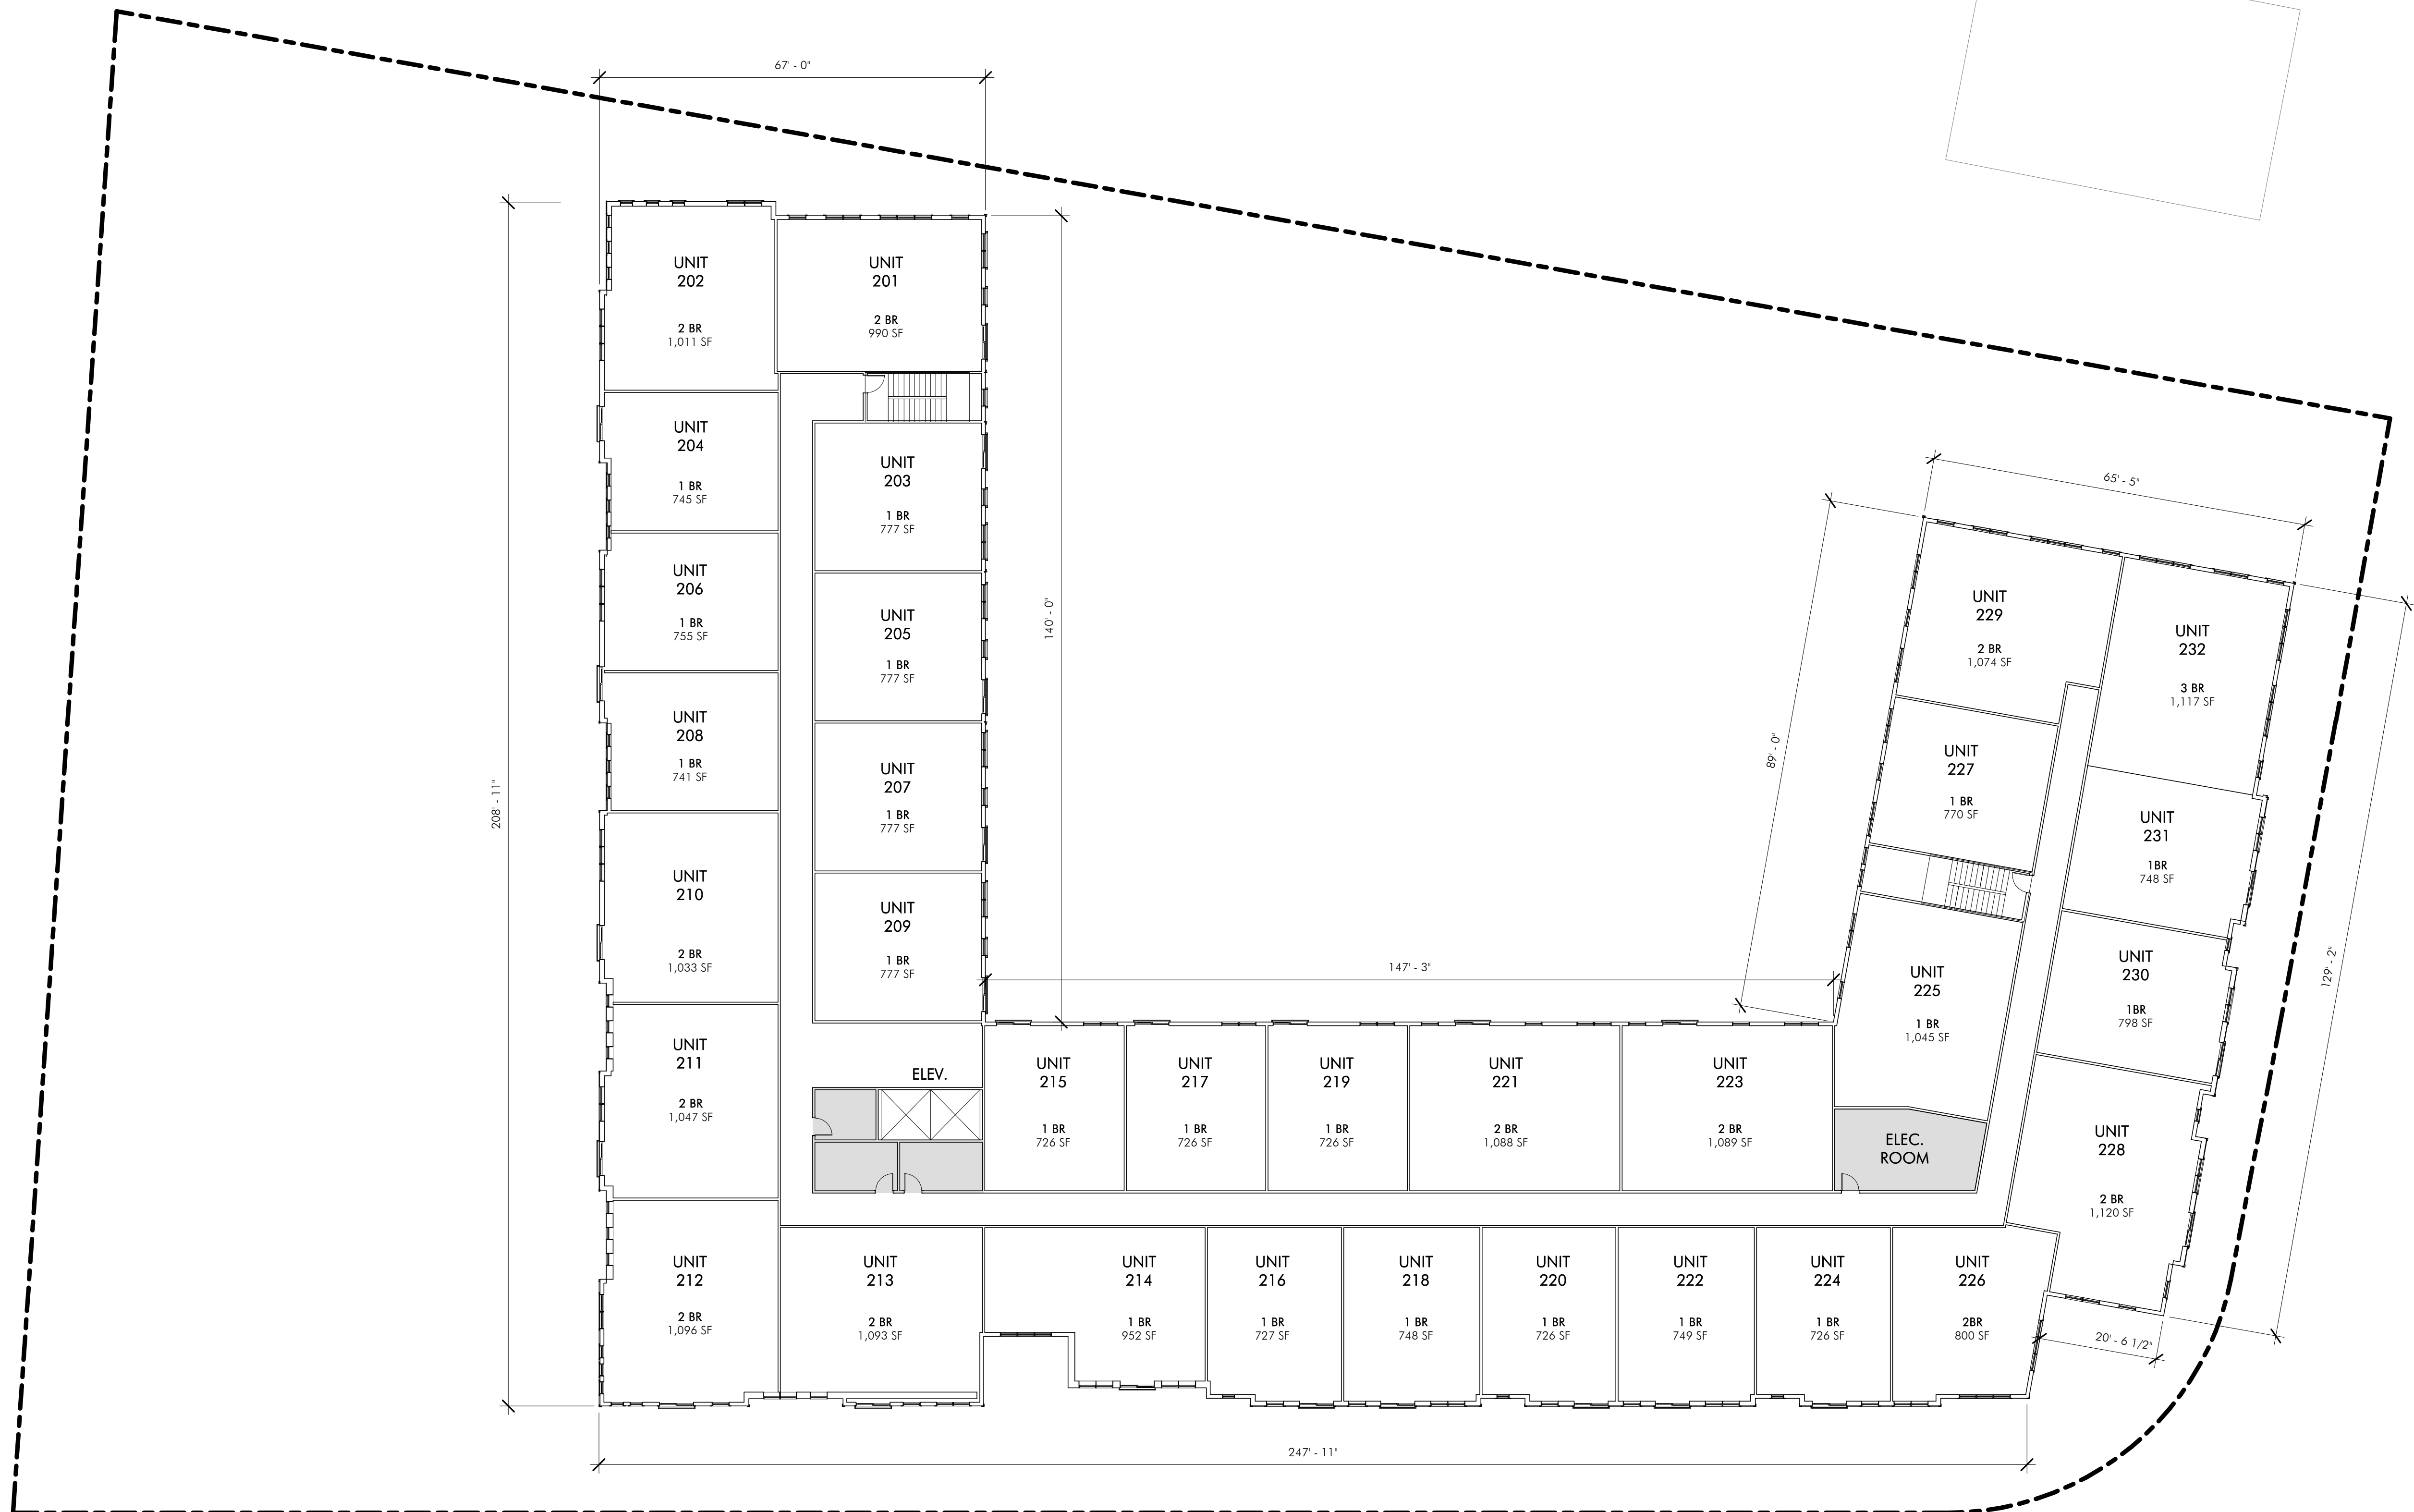 67' - 0"
UNIT
202
2 BR
1,011 SF
UNIT
201
2 BR
990 SF
UNIT
204
1 BR
745 SF
UNIT
203
1 BR
777 SF
UNIT
206
1 BR
755 SF
UNIT
205
1 BR
777 SF
UNIT
208
1 BR
741 SF
UNIT
207
1 BR
777 SF
UNIT
210
2 BR
1,033 SF
UNIT
209
1 BR
777 SF
UNIT
211
2 BR
1,047 SF
ELEV.
UNIT
212
2 BR
1,096 SF
UNIT
213
2 BR
1,093 SF
208' - 11"
140' - 0"
147' - 3"
UNIT
215
1 BR
726 SF
UNIT
217
1 BR
726 SF
UNIT
219
1 BR
726 SF
UNIT
221
2 BR
1,088 SF
UNIT
223
2 BR
1,089 SF
ELEC.
ROOM
UNIT
214
1 BR
952 SF
UNIT
216
1 BR
727 SF
UNIT
218
1 BR
748 SF
UNIT
220
1 BR
726 SF
UNIT
222
1 BR
749 SF
UNIT
224
1 BR
726 SF
UNIT
226
2BR
800 SF
65' - 5"
89' - 0"
UNIT
229
2 BR
1,074 SF
UNIT
232
3 BR
1,117 SF
UNIT
227
1 BR
770 SF
UNIT
231
1BR
748 SF
UNIT
225
1 BR
1,045 SF
UNIT
230
1BR
798 SF
UNIT
228
2 BR
1,120 SF
129' - 2"
20' - 6 1/2"
247' - 11"